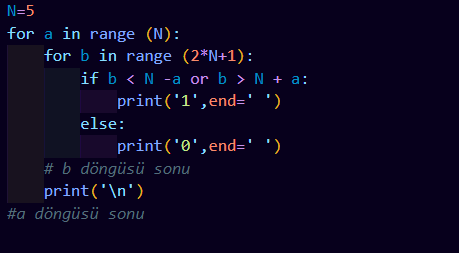 N=5
for a in range (N):
    for b in range (2*N+1):
        if b < N -a or b > N + a:
            print('1',end=' ')
        else:
            print('0',end=' ')
    # b döngüsü sonu
    print('\n')
#a döngüsü sonu